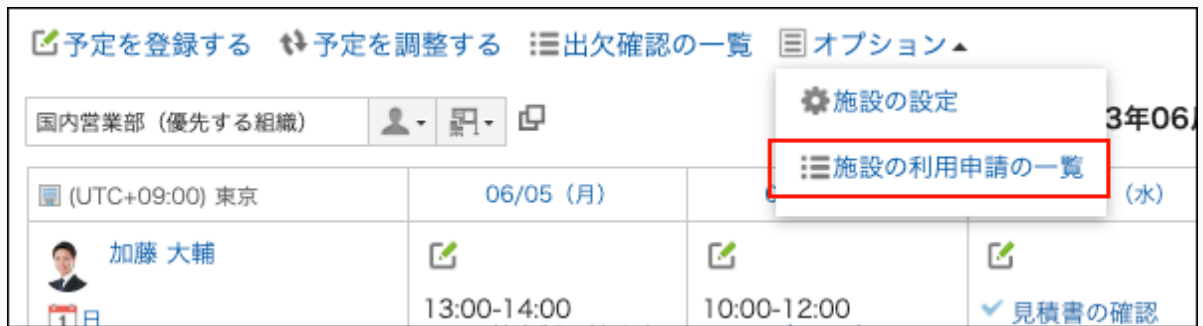 予定を登録する 予定を調整する 出欠確認の一覧 オプション
施設の設定
国内営業部（優先する組織）
3年06
施設の利用申請の一覧
(UTC+09:00) 東京 06/05（月） （水）
加藤 大輔
13:00-14:00 10:00-12:00 見積書の確認
日